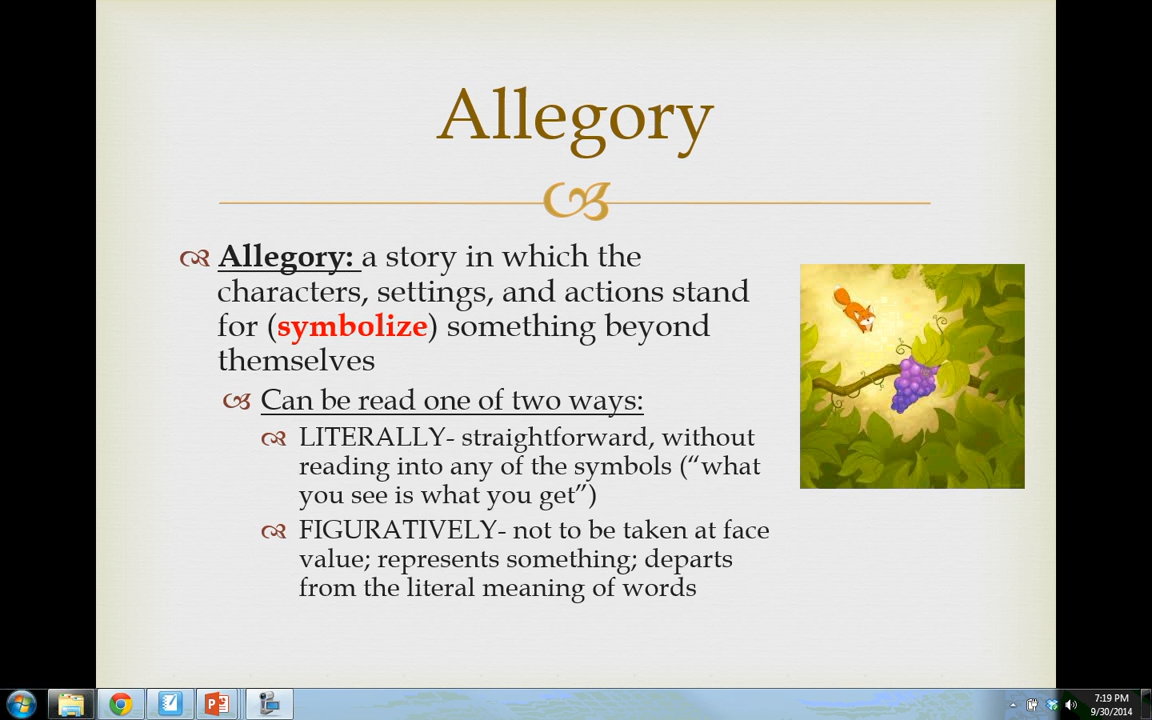 Allegory
Allegory: a story in which the
characters, settings, and actions stand
for (symbolize) something beyond
themselves
Can be read one of two ways:
LITERALLY- straightforward, without
reading into any of the symbols (“what
you see is what you get”)
FIGURATIVELY- not to be taken at face
value; represents something; departs
from the literal meaning of words
7:19 PM
9/30/2014